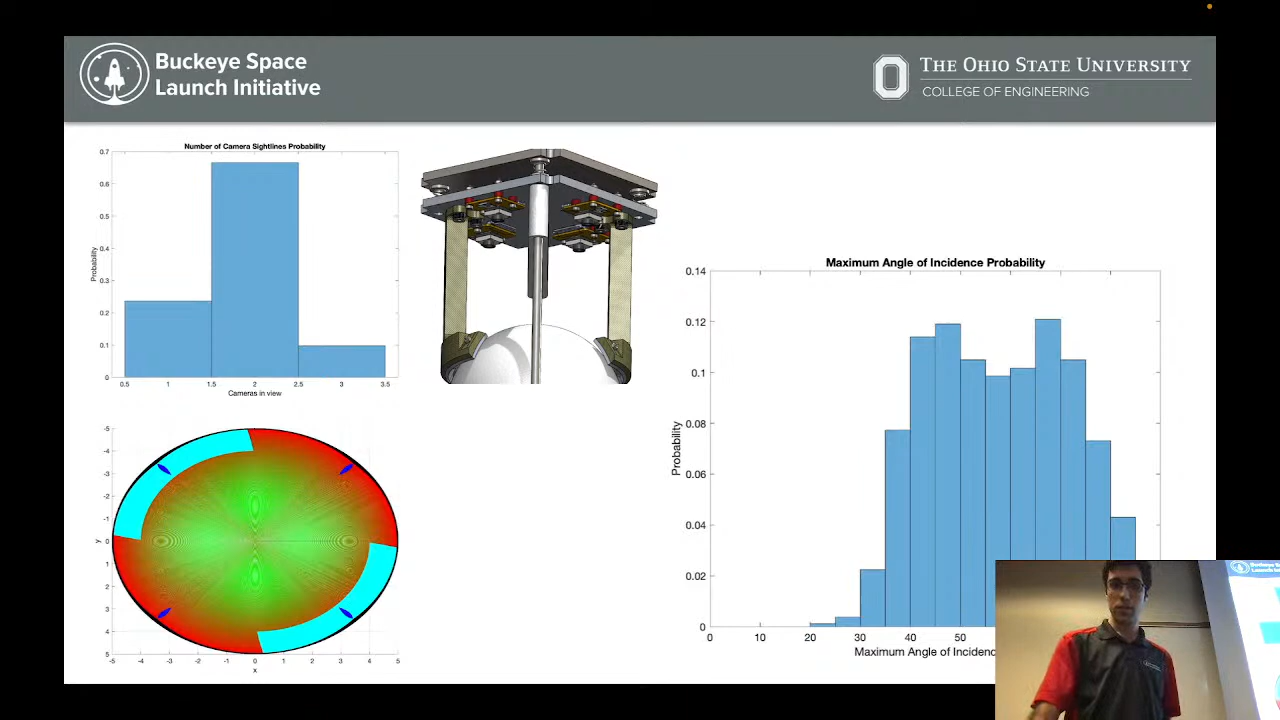 Buckeye Space
Launch Initiative
THE OHIO STATE UNIVERSITY
COLLEGE OF ENGINEERING
Number of Camera Sightlines Probability
Probability
0.7
0.6
0.5
0.4
0.3
0.2
0.1
0
0.5 1 1.5 2 2.5 3 3.5
Cameras in view
Maximum Angle of Incidence Probability
Probability
0.14
0.12
0.1
0.08
0.06
0.04
0.02
0
0 10 20 30 40 50
Maximum Angle of Incidence
y
-5
-4
-3
-2
-1
0
1
2
3
4
5
-5 -4 -3 -2 -1 0 1 2 3 4 5
x
Buckeye Space